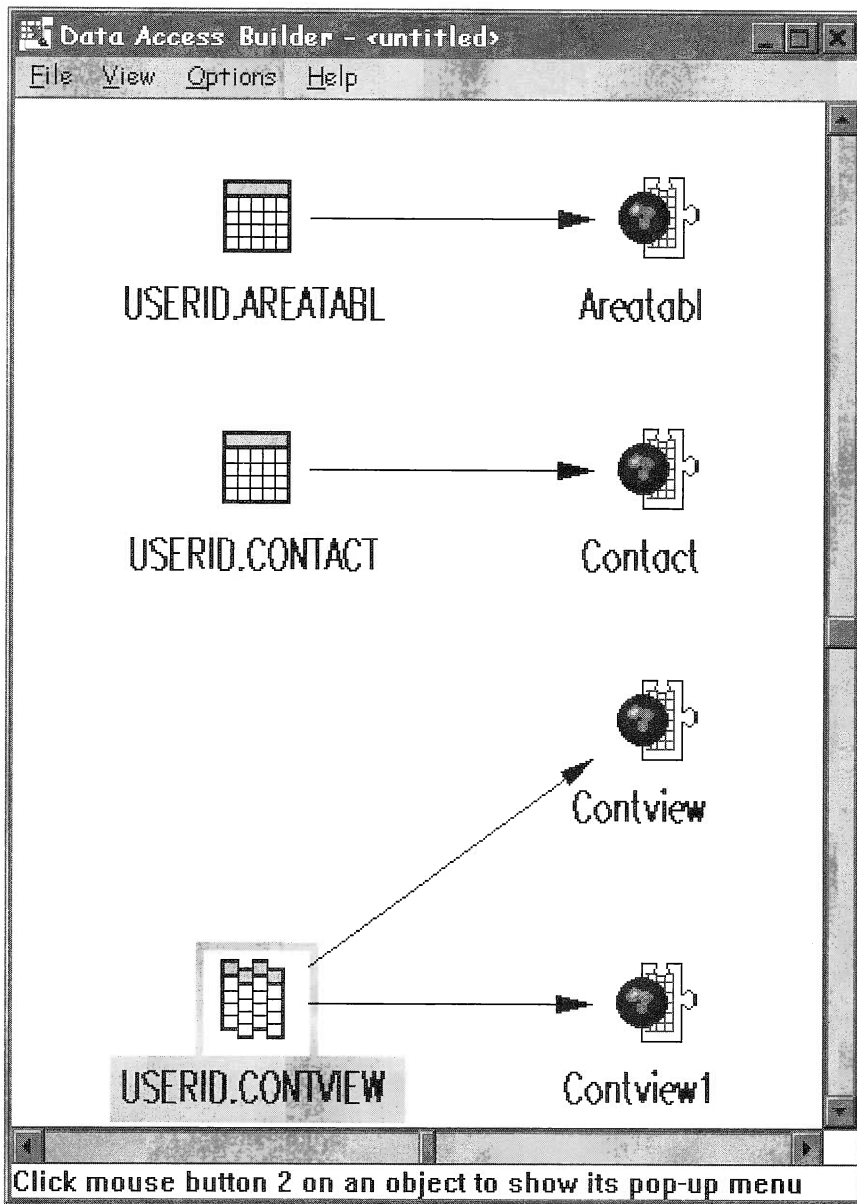 Data Access Builder - <untitled>
File View Options Help
USERID.AREATABL Areatabl
USERID.CONTACT Contact
Contview
USERID.CONTVIEW Contview1
Click mouse button 2 on an object to show its pop-up menu